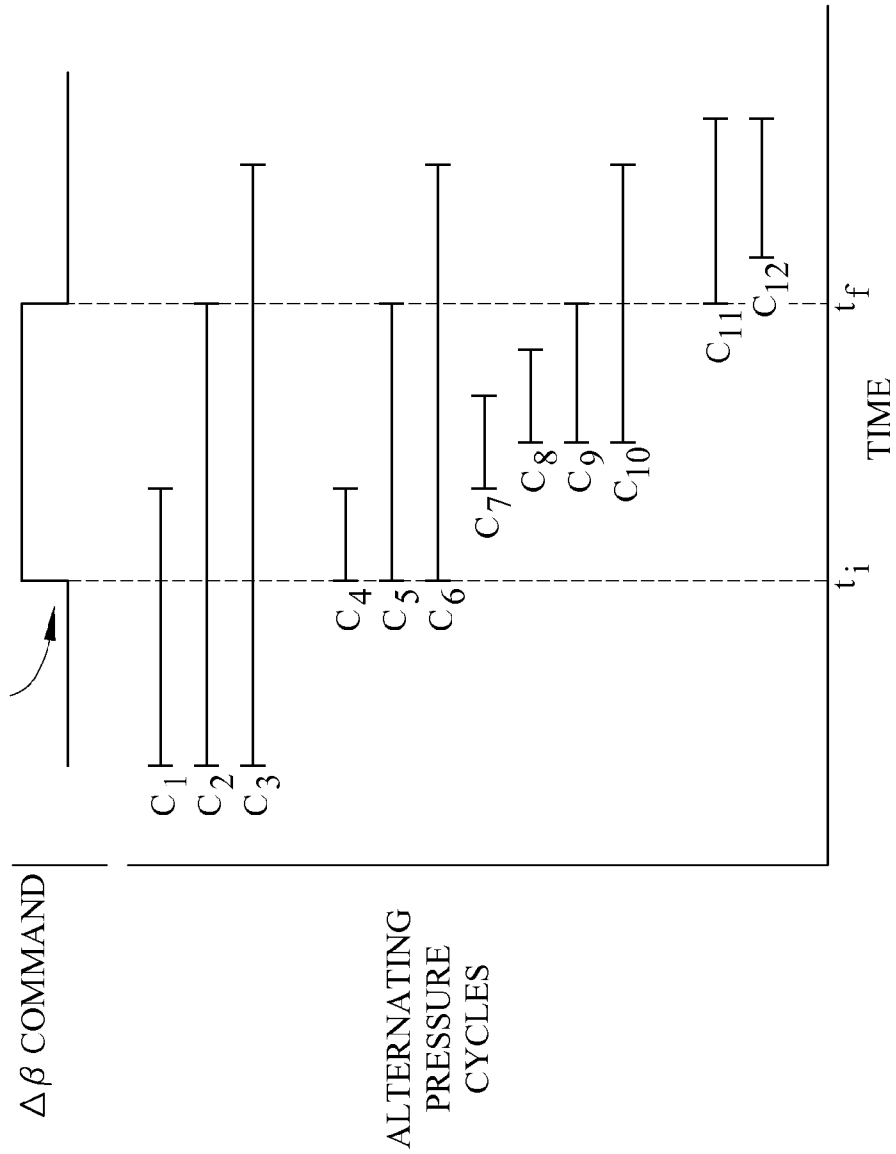 Δβ COMMAND
ALTERNATING
PRESSURE
CYCLES
C1
C2
C3
C4
C5
C6
C7
C8
C9
C10
C11
C12
ti
tf
TIME